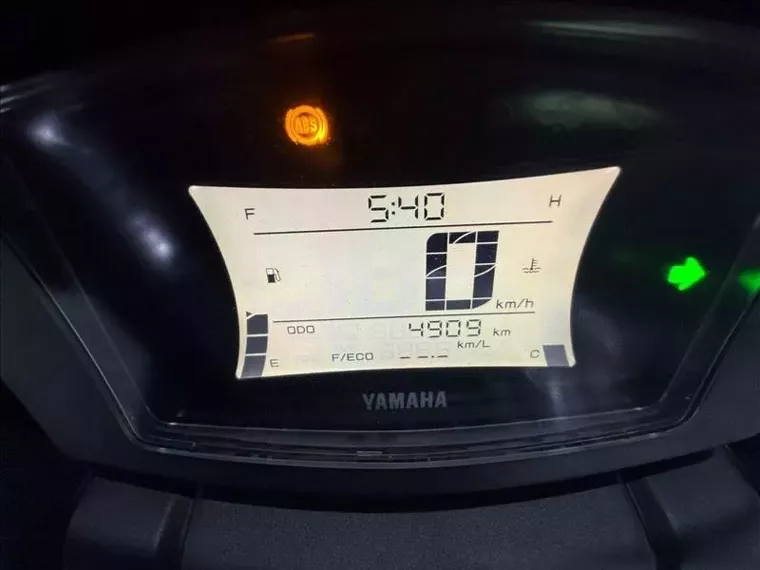 ABS
F 5:40 H
0
km/h
ODO 4909 km
F/ECO --.- km/L
E C
YAMAHA